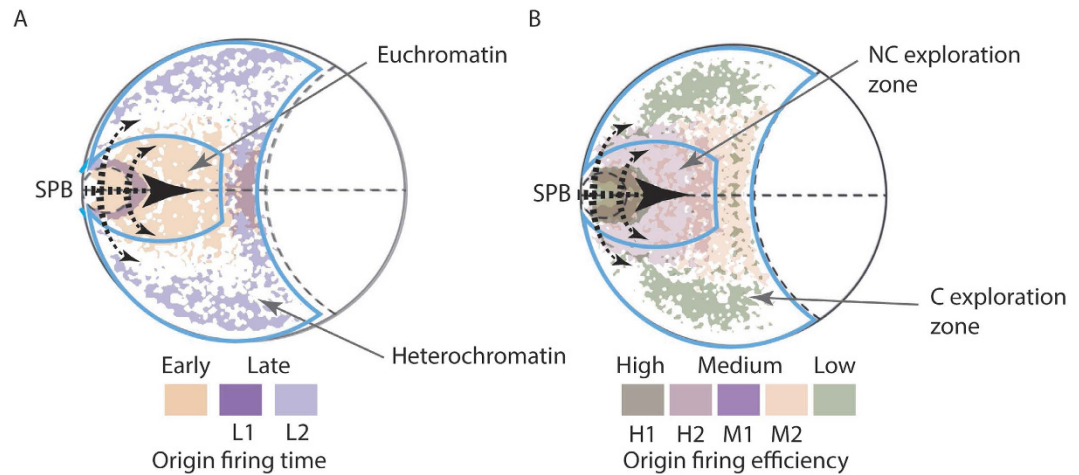 A
Euchromatin
SPB
Heterochromatin
Early Late
L1 L2
Origin firing time
B
NC exploration
zone
SPB
C exploration
zone
High Medium Low
H1 H2 M1 M2
Origin firing efficiency